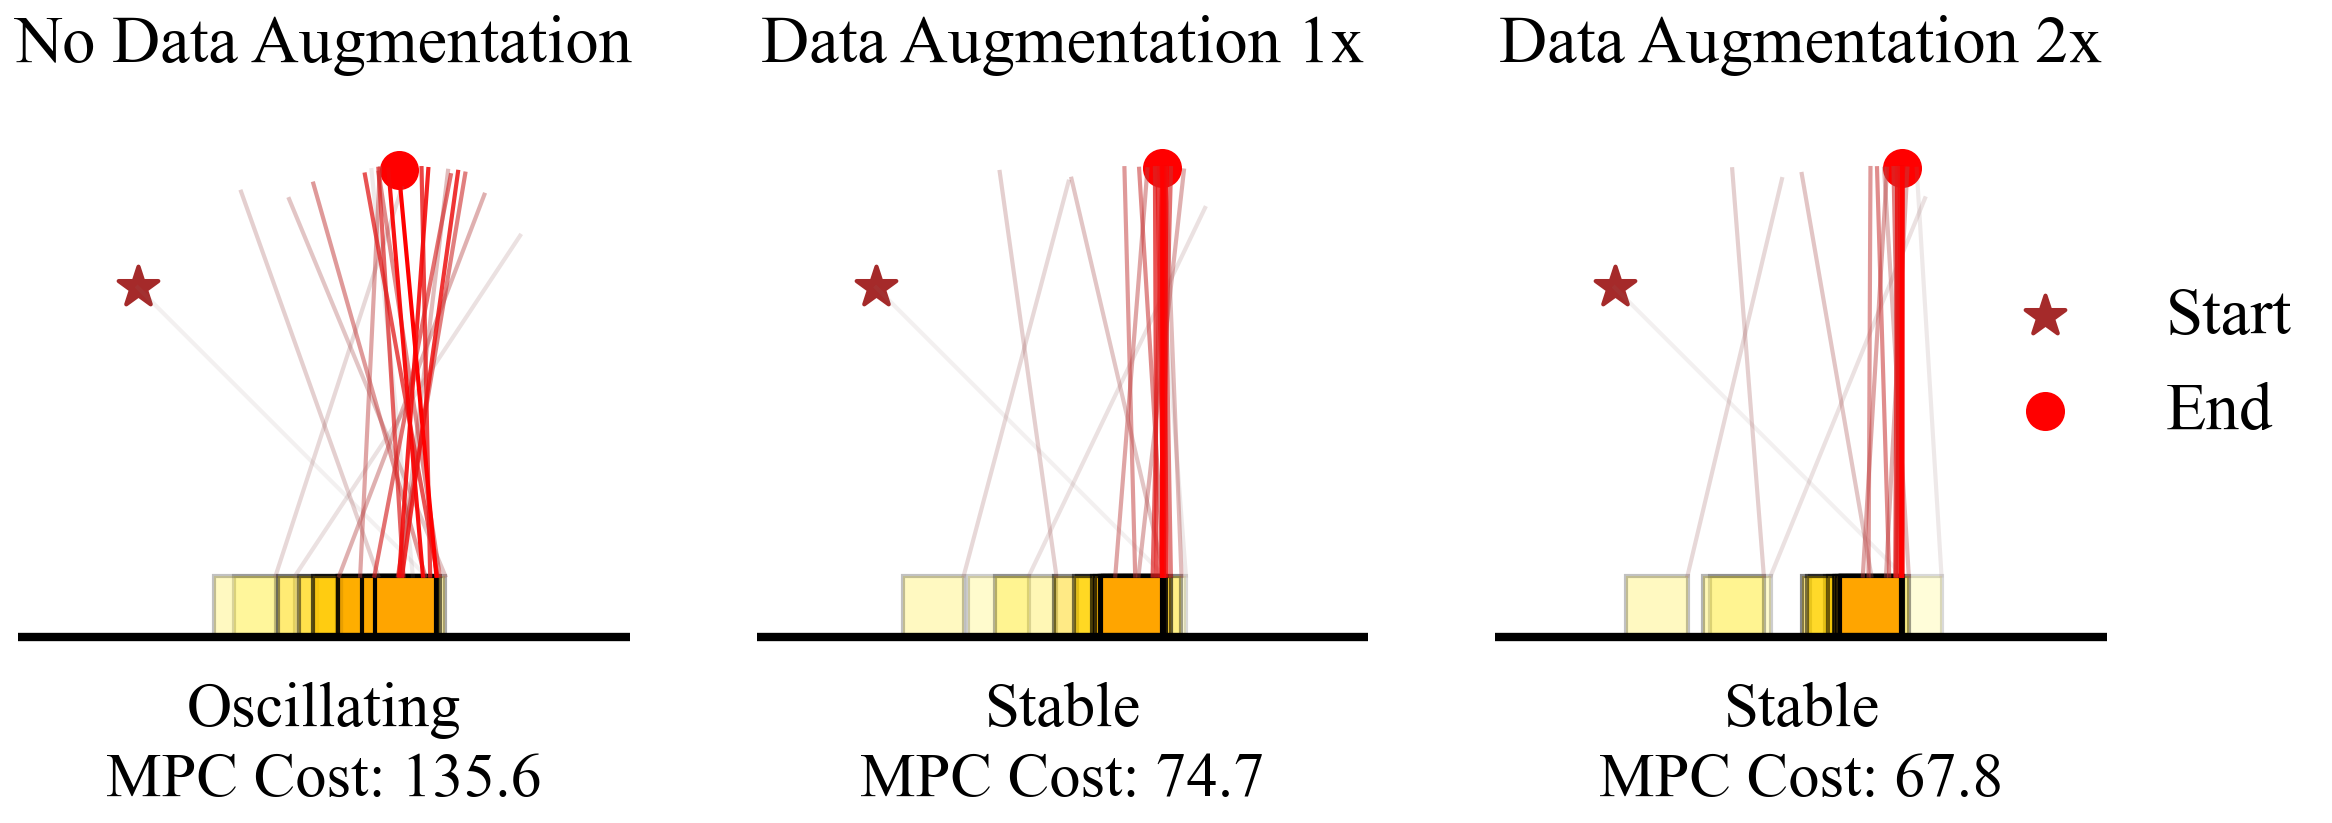 No Data Augmentation
Data Augmentation 1x
Data Augmentation 2x
Start
End
Oscillating
MPC Cost: 135.6
Stable
MPC Cost: 74.7
Stable
MPC Cost: 67.8